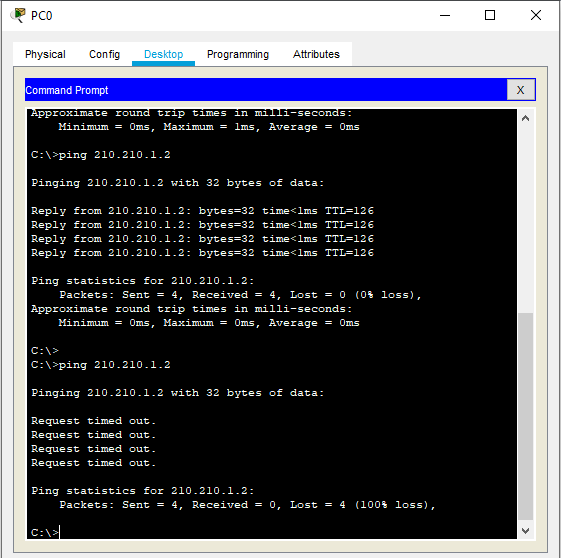 PC0
Physical Config Desktop Programming Attributes
Command Prompt
X
Approximate round trip times in milli-seconds:
    Minimum = 0ms, Maximum = 1ms, Average = 0ms
C:\>ping 210.210.1.2
Pinging 210.210.1.2 with 32 bytes of data:
Reply from 210.210.1.2: bytes=32 time<1ms TTL=126
Reply from 210.210.1.2: bytes=32 time<1ms TTL=126
Reply from 210.210.1.2: bytes=32 time<1ms TTL=126
Reply from 210.210.1.2: bytes=32 time<1ms TTL=126
Ping statistics for 210.210.1.2:
    Packets: Sent = 4, Received = 4, Lost = 0 (0% loss),
Approximate round trip times in milli-seconds:
    Minimum = 0ms, Maximum = 0ms, Average = 0ms
C:\>
C:\>ping 210.210.1.2
Pinging 210.210.1.2 with 32 bytes of data:
Request timed out.
Request timed out.
Request timed out.
Request timed out.
Ping statistics for 210.210.1.2:
    Packets: Sent = 4, Received = 0, Lost = 4 (100% loss),
C:\>